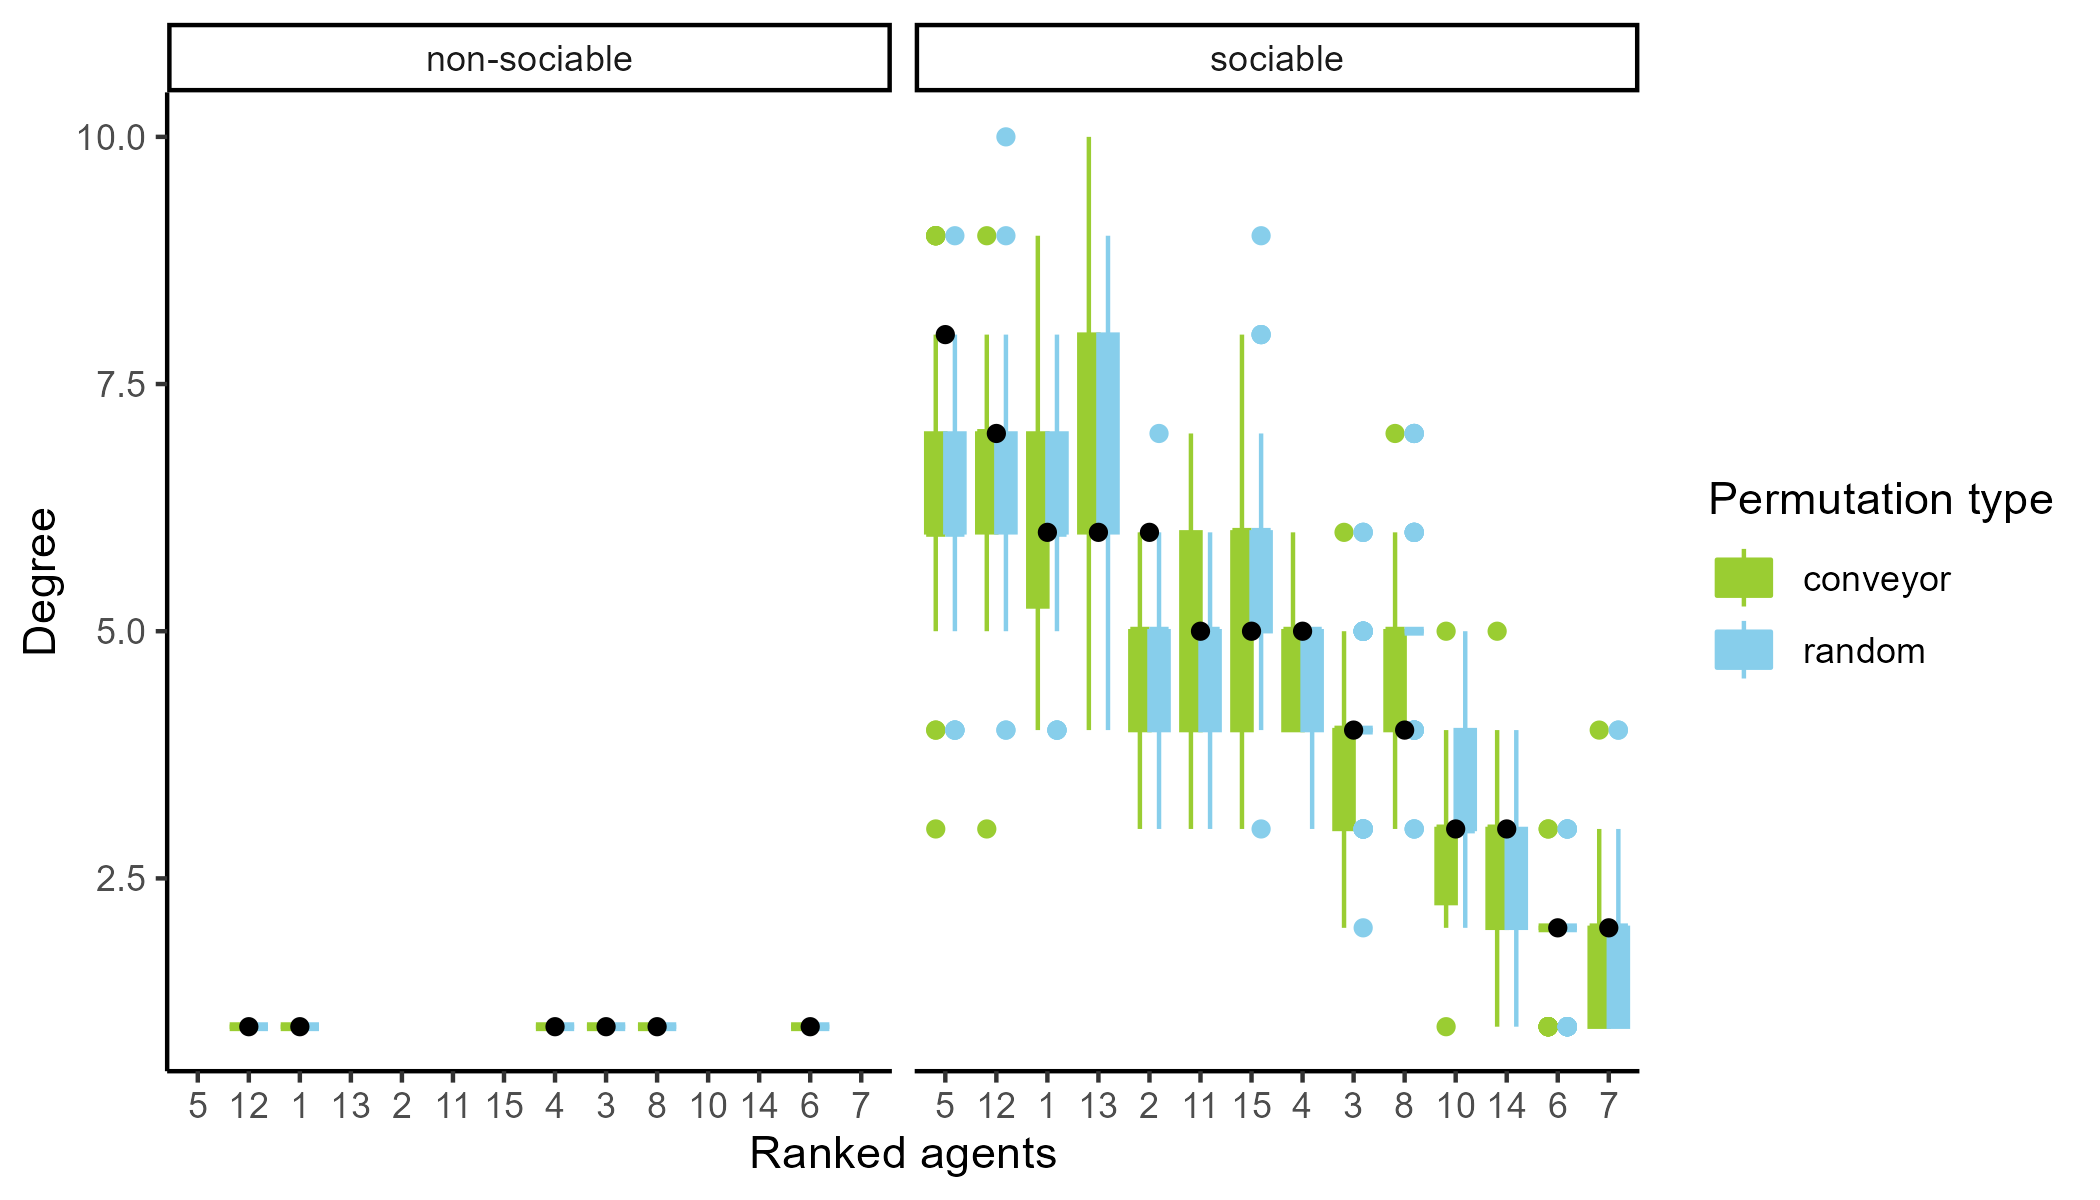 non-sociable
sociable
10.0
7.5
5.0
2.5
Degree
5 12 1 13 2 11 15 4 3 8 10 14 6 7
5 12 1 13 2 11 15 4 3 8 10 14 6 7
Ranked agents
Permutation type
conveyor
random